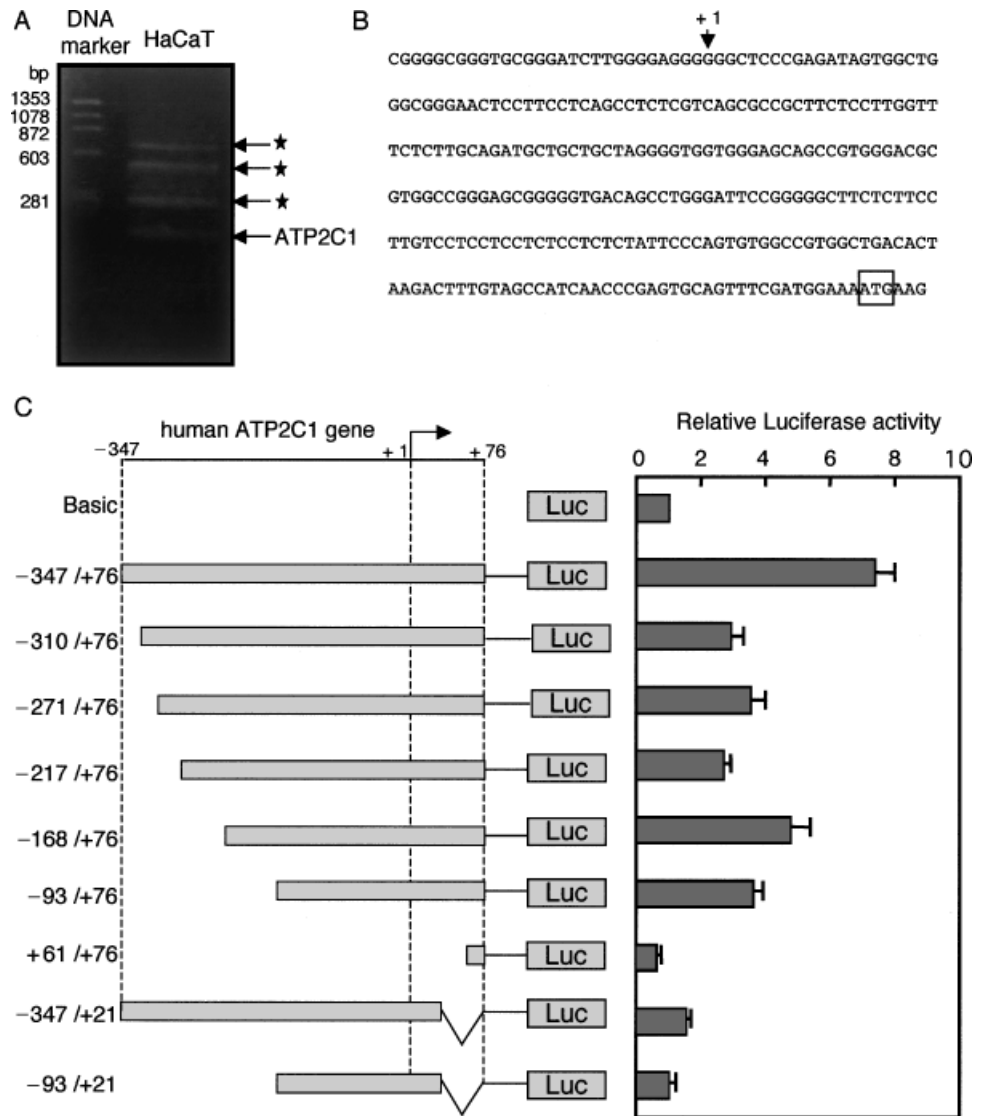 A
DNA
marker
HaCaT
bp
1353
1078
872
603
281
ATP2C1
B
+ 1
CGGGGCGGGTGCGGGATCTTGGGGAGGGGGGCTCCCGAGATAGTGGCTG
GGCGGGAACTCCTTCCTCAGCCTCTCGTCAGCGCCGCTTCTCCTTGGTT
TCTCTTGCAGATGCTGCTGCTAGGGGTGGTGGGAGCAGCCGTGGGACGC
GTGGCCGGGAGCGGGGGTGACAGCCTGGGATTCCGGGGGCTTCTCTTCC
TTGTCCTCCTCCTCTCCTCTCTATTCCCAGTGTGGCCGTGGCTGACACT
AAGACTTTGTAGCCATCAACCCGAGTGCAGTTTCGATGGAAAATGAAG
C
human ATP2C1 gene
−347
+ 1
+ 76
Relative Luciferase activity
0 2 4 6 8 10
Basic Luc
−347 /+76 Luc
−310 /+76 Luc
−271 /+76 Luc
−217 /+76 Luc
−168 /+76 Luc
−93 /+76 Luc
+61 /+76 Luc
−347 /+21 Luc
−93 /+21 Luc